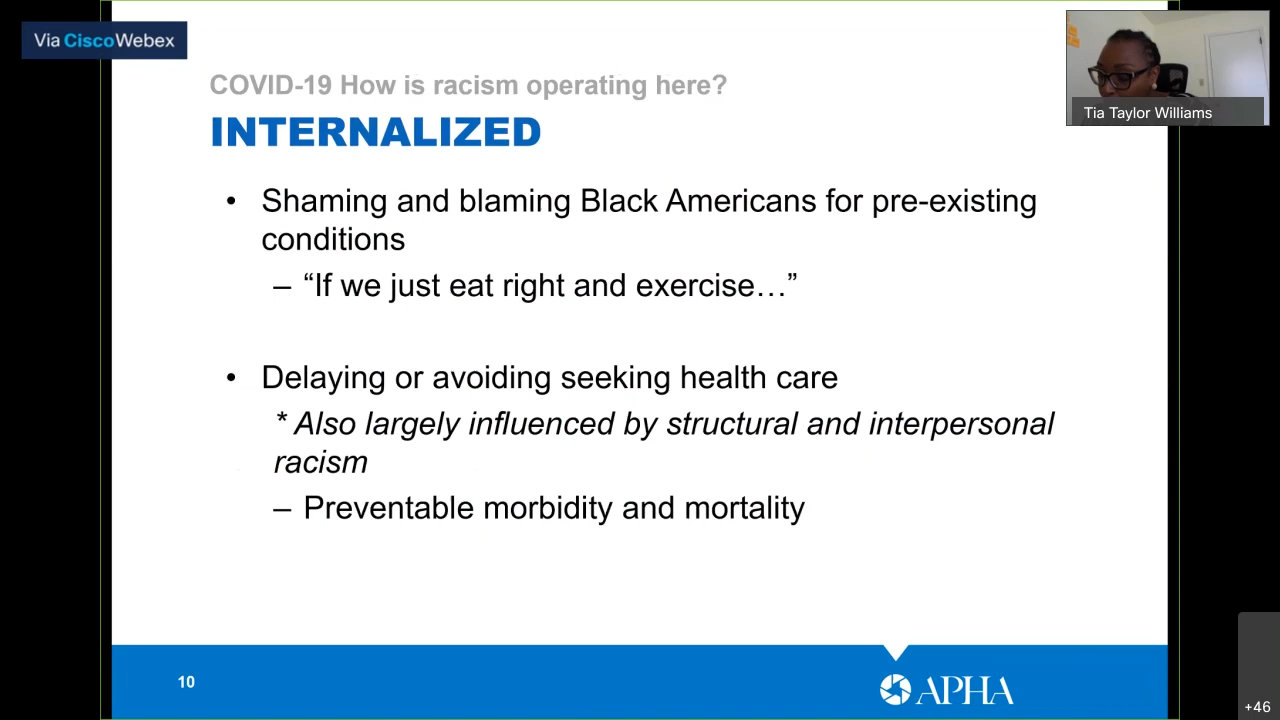 Via CiscoWebex
COVID-19 How is racism operating here?
INTERNALIZED
Tia Taylor Williams
• Shaming and blaming Black Americans for pre-existing
conditions
– “If we just eat right and exercise…”
• Delaying or avoiding seeking health care
* Also largely influenced by structural and interpersonal
racism
– Preventable morbidity and mortality
10
APHA
+46